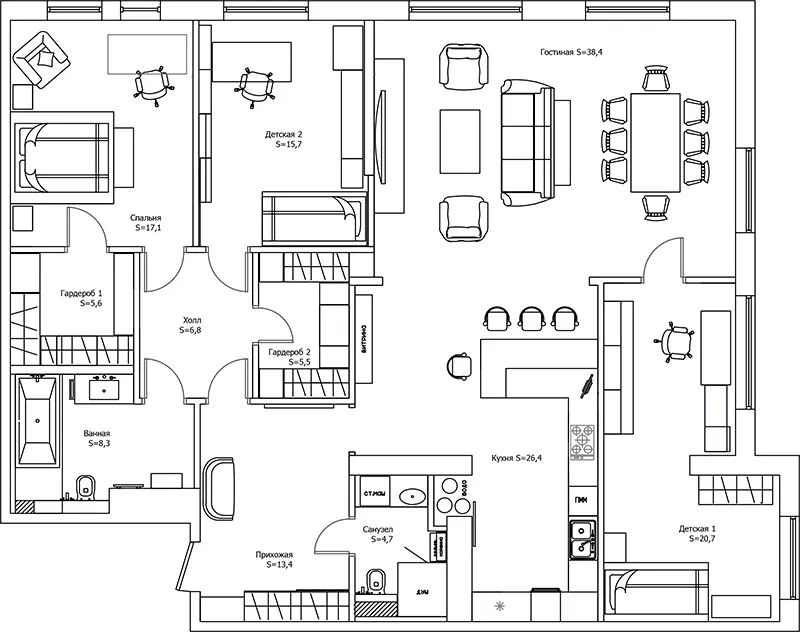 Гостиная S=38,4
Детская 2
S=15,7
Спальня
S=17,1
Гардероб 1
S=5,6
Холл
S=6,8
Гардероб 2
S=5,5
ВИТРИНА
Ванная
S=8,3
Кухня S=26,4
СТ.МАШ
ВОДО
ПММ
Санузел
S=4,7
Детская 1
S=20,7
Прихожая
S=13,4